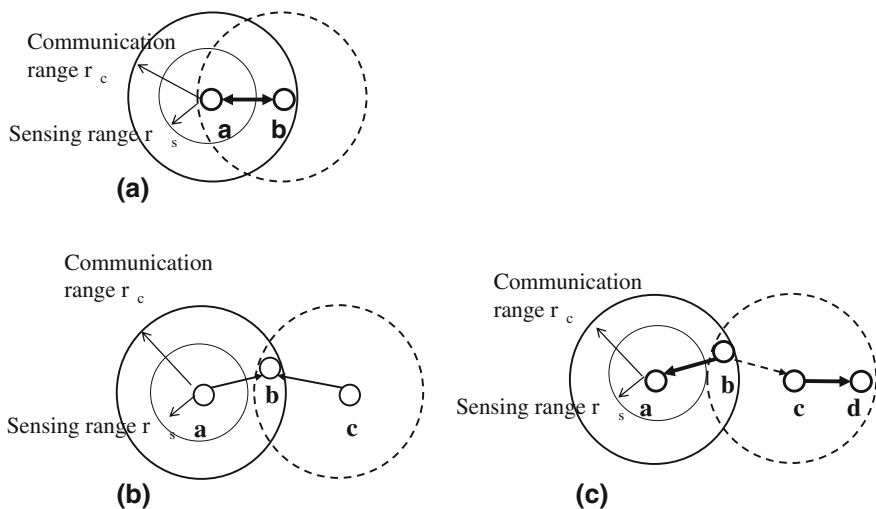 Communication
range r c
Sensing range r s
a
b
(a)
Communication
range r c
Sensing range r s
a
b
c
(b)
Communication
range r c
Sensing range r s
a
b
c
d
(c)